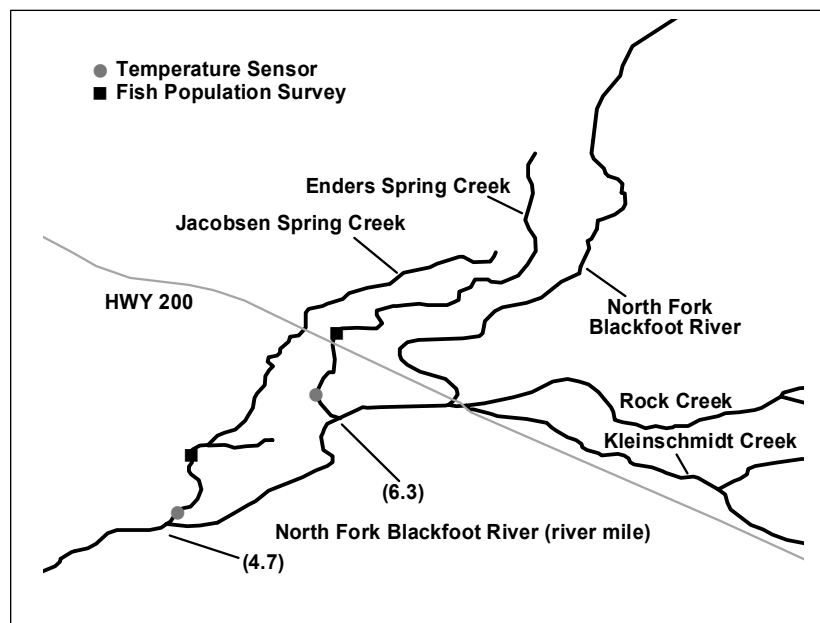 Temperature Sensor
Fish Population Survey
Enders Spring Creek
Jacobsen Spring Creek
HWY 200
North Fork
Blackfoot River
Rock Creek
Kleinschmidt Creek
(6.3)
North Fork Blackfoot River (river mile)
(4.7)